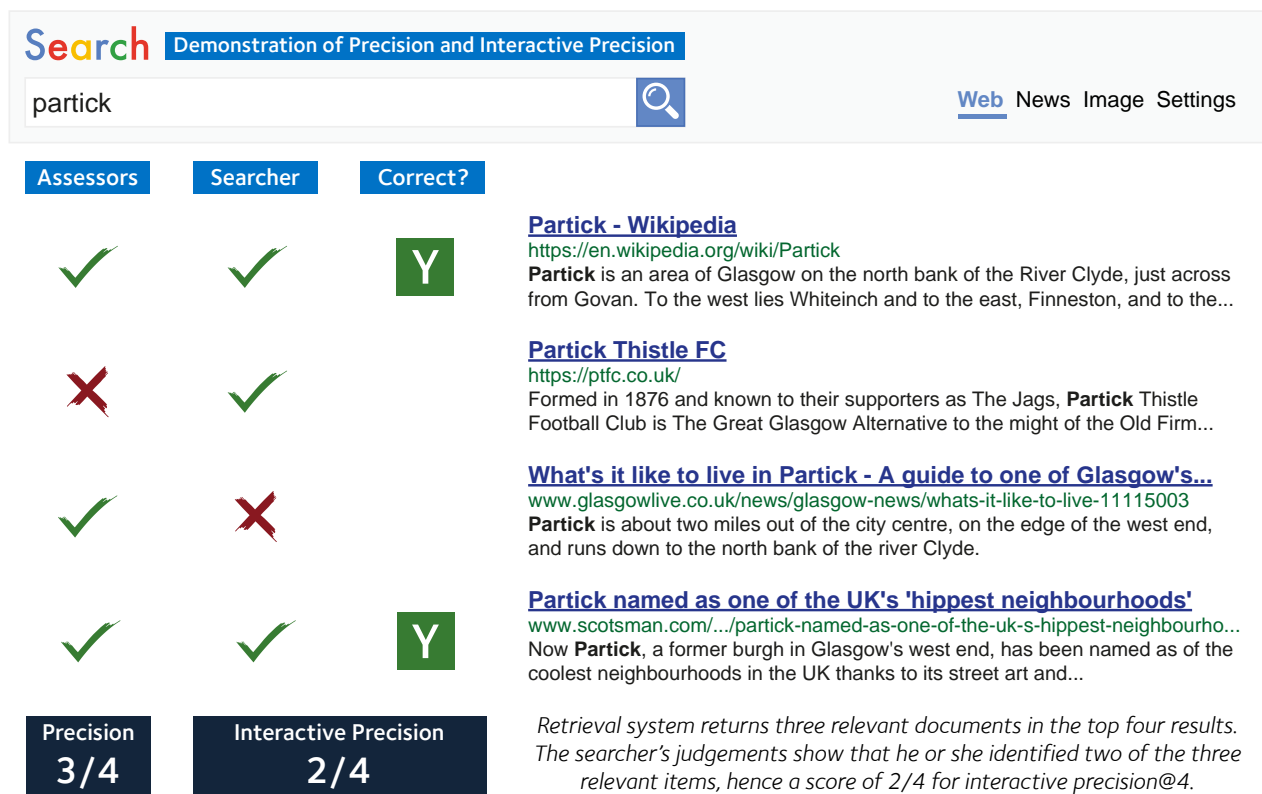 Search Demonstration of Precision and Interactive Precision
partick
Web News Image Settings
Assessors Searcher Correct?
Partick - Wikipedia
https://en.wikipedia.org/wiki/Partick
Y
Partick is an area of Glasgow on the north bank of the River Clyde, just across
from Govan. To the west lies Whiteinch and to the east, Finneston, and to the...
Partick Thistle FC
https://ptfc.co.uk/
Formed in 1876 and known to their supporters as The Jags, Partick Thistle
Football Club is The Great Glasgow Alternative to the might of the Old Firm...
What's it like to live in Partick - A guide to one of Glasgow's...
www.glasgowlive.co.uk/news/glasgow-news/whats-it-like-to-live-11115003
Partick is about two miles out of the city centre, on the edge of the west end,
and runs down to the north bank of the river Clyde.
Partick named as one of the UK's 'hippest neighbourhoods'
www.scotsman.com/.../partick-named-as-one-of-the-uk-s-hippest-neighbourho...
Y
Now Partick, a former burgh in Glasgow's west end, has been named as of the
coolest neighbourhoods in the UK thanks to its street art and...
Precision
3/4
Interactive Precision
2/4
Retrieval system returns three relevant documents in the top four results.
The searcher's judgements show that he or she identified two of the three
relevant items, hence a score of 2/4 for interactive precision@4.